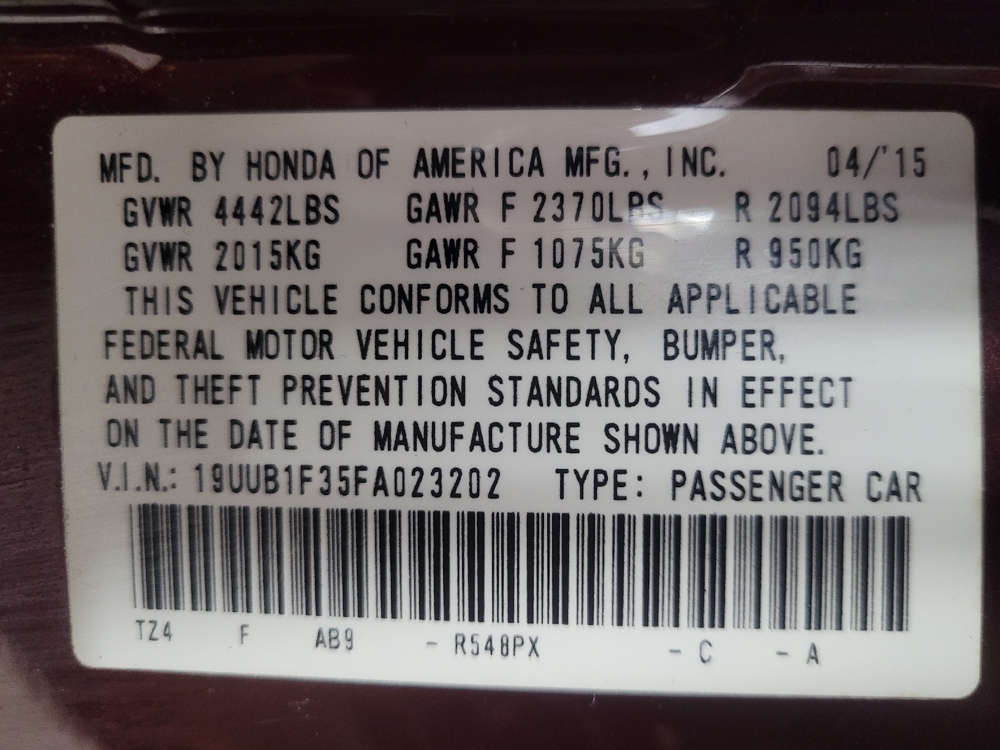 MFD. BY HONDA OF AMERICA MFG., INC. 04/'15
GVWR 4442LBS GAWR F 2370LBS R 2094LBS
GVWR 2015KG GAWR F 1075KG R 950KG
THIS VEHICLE CONFORMS TO ALL APPLICABLE
FEDERAL MOTOR VEHICLE SAFETY, BUMPER,
AND THEFT PREVENTION STANDARDS IN EFFECT
ON THE DATE OF MANUFACTURE SHOWN ABOVE.
V.I.N.: 19UUB1F35FA023202 TYPE: PASSENGER CAR
TZ4 F AB9 - R548PX - C - A